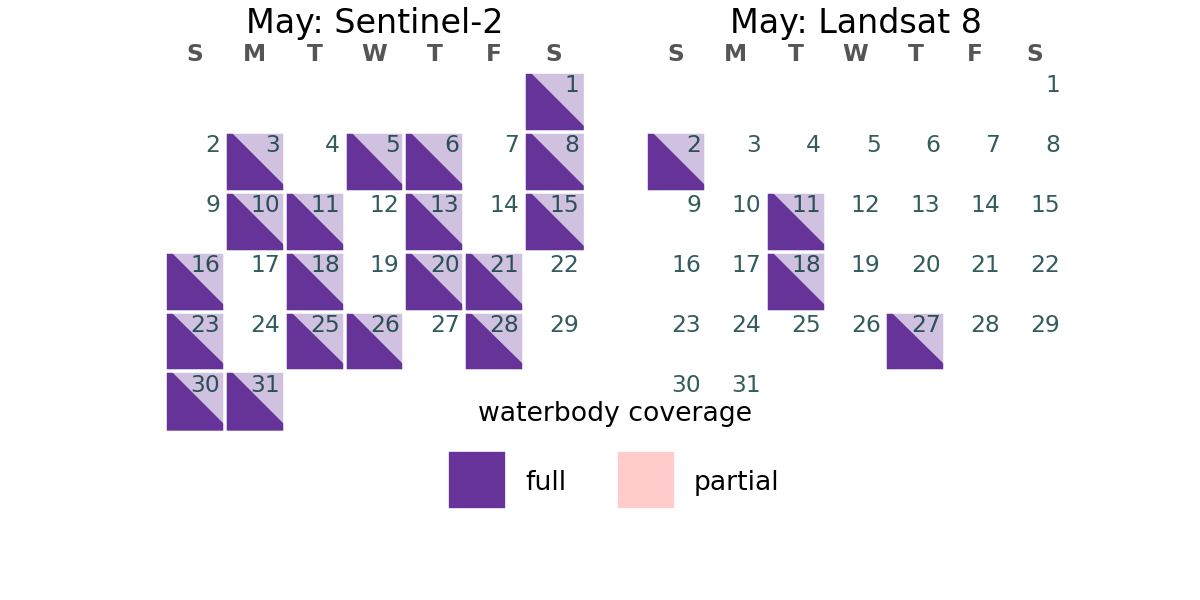 May: Sentinel-2
S M T W T F S
1
2 3 4 5 6 7 8
9 10 11 12 13 14 15
16 17 18 19 20 21 22
23 24 25 26 27 28 29
30 31
May: Landsat 8
S M T W T F S
1
2 3 4 5 6 7 8
9 10 11 12 13 14 15
16 17 18 19 20 21 22
23 24 25 26 27 28 29
30 31
waterbody coverage
full
partial